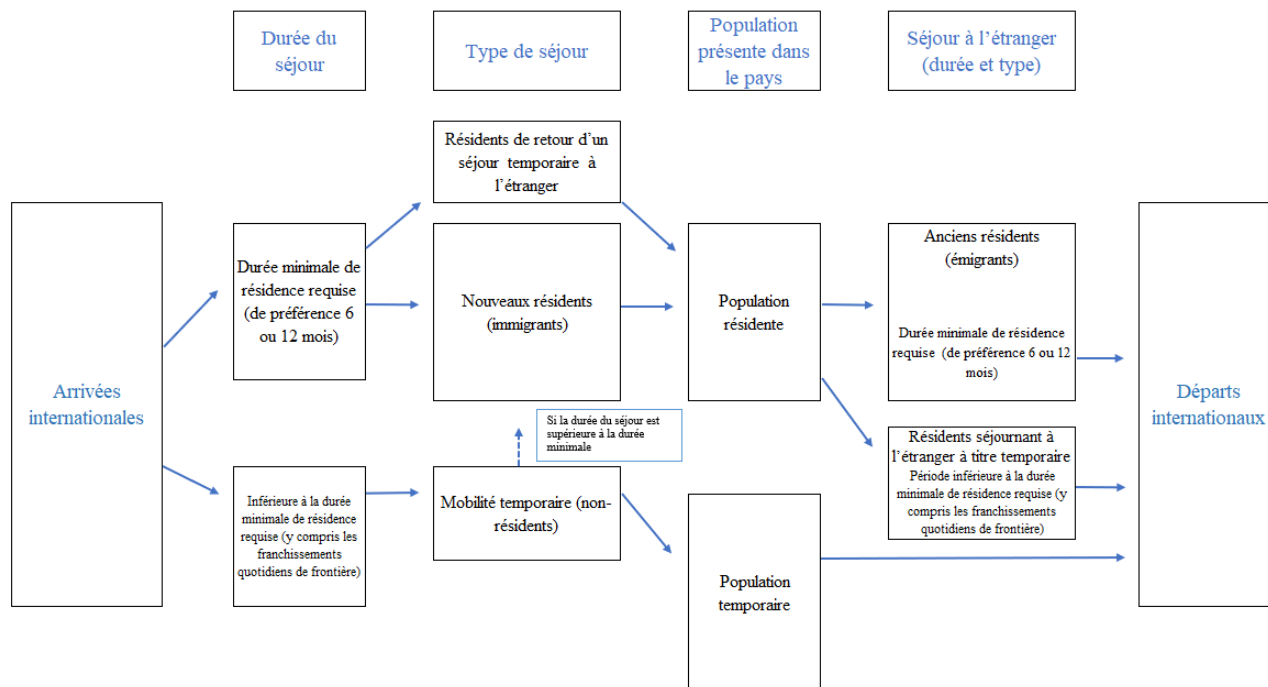 Durée du
séjour
Type de séjour
Population
présente dans
le pays
Séjour à l’étranger
(durée et type)
Résidents de retour d’un
séjour temporaire à
l’étranger
Arrivées
internationales
Durée minimale de
résidence requise
(de préférence 6
ou 12 mois)
Nouveaux résidents
(immigrants)
Population
résidente
Anciens résidents
(émigrants)
Durée minimale de résidence
requise (de préférence 6 ou 12
mois)
Départs
internationaux
Si la durée du séjour est
supérieure à la durée
minimale
Résidents séjournant à
l’étranger à titre temporaire
Période inférieure à la durée
minimale de résidence requise (y
compris les franchissements
quotidiens de frontière)
Inférieure à la durée
minimale de résidence
requise (y compris les
franchissements
quotidiens de frontière)
Mobilité temporaire (non-
résidents)
Population
temporaire